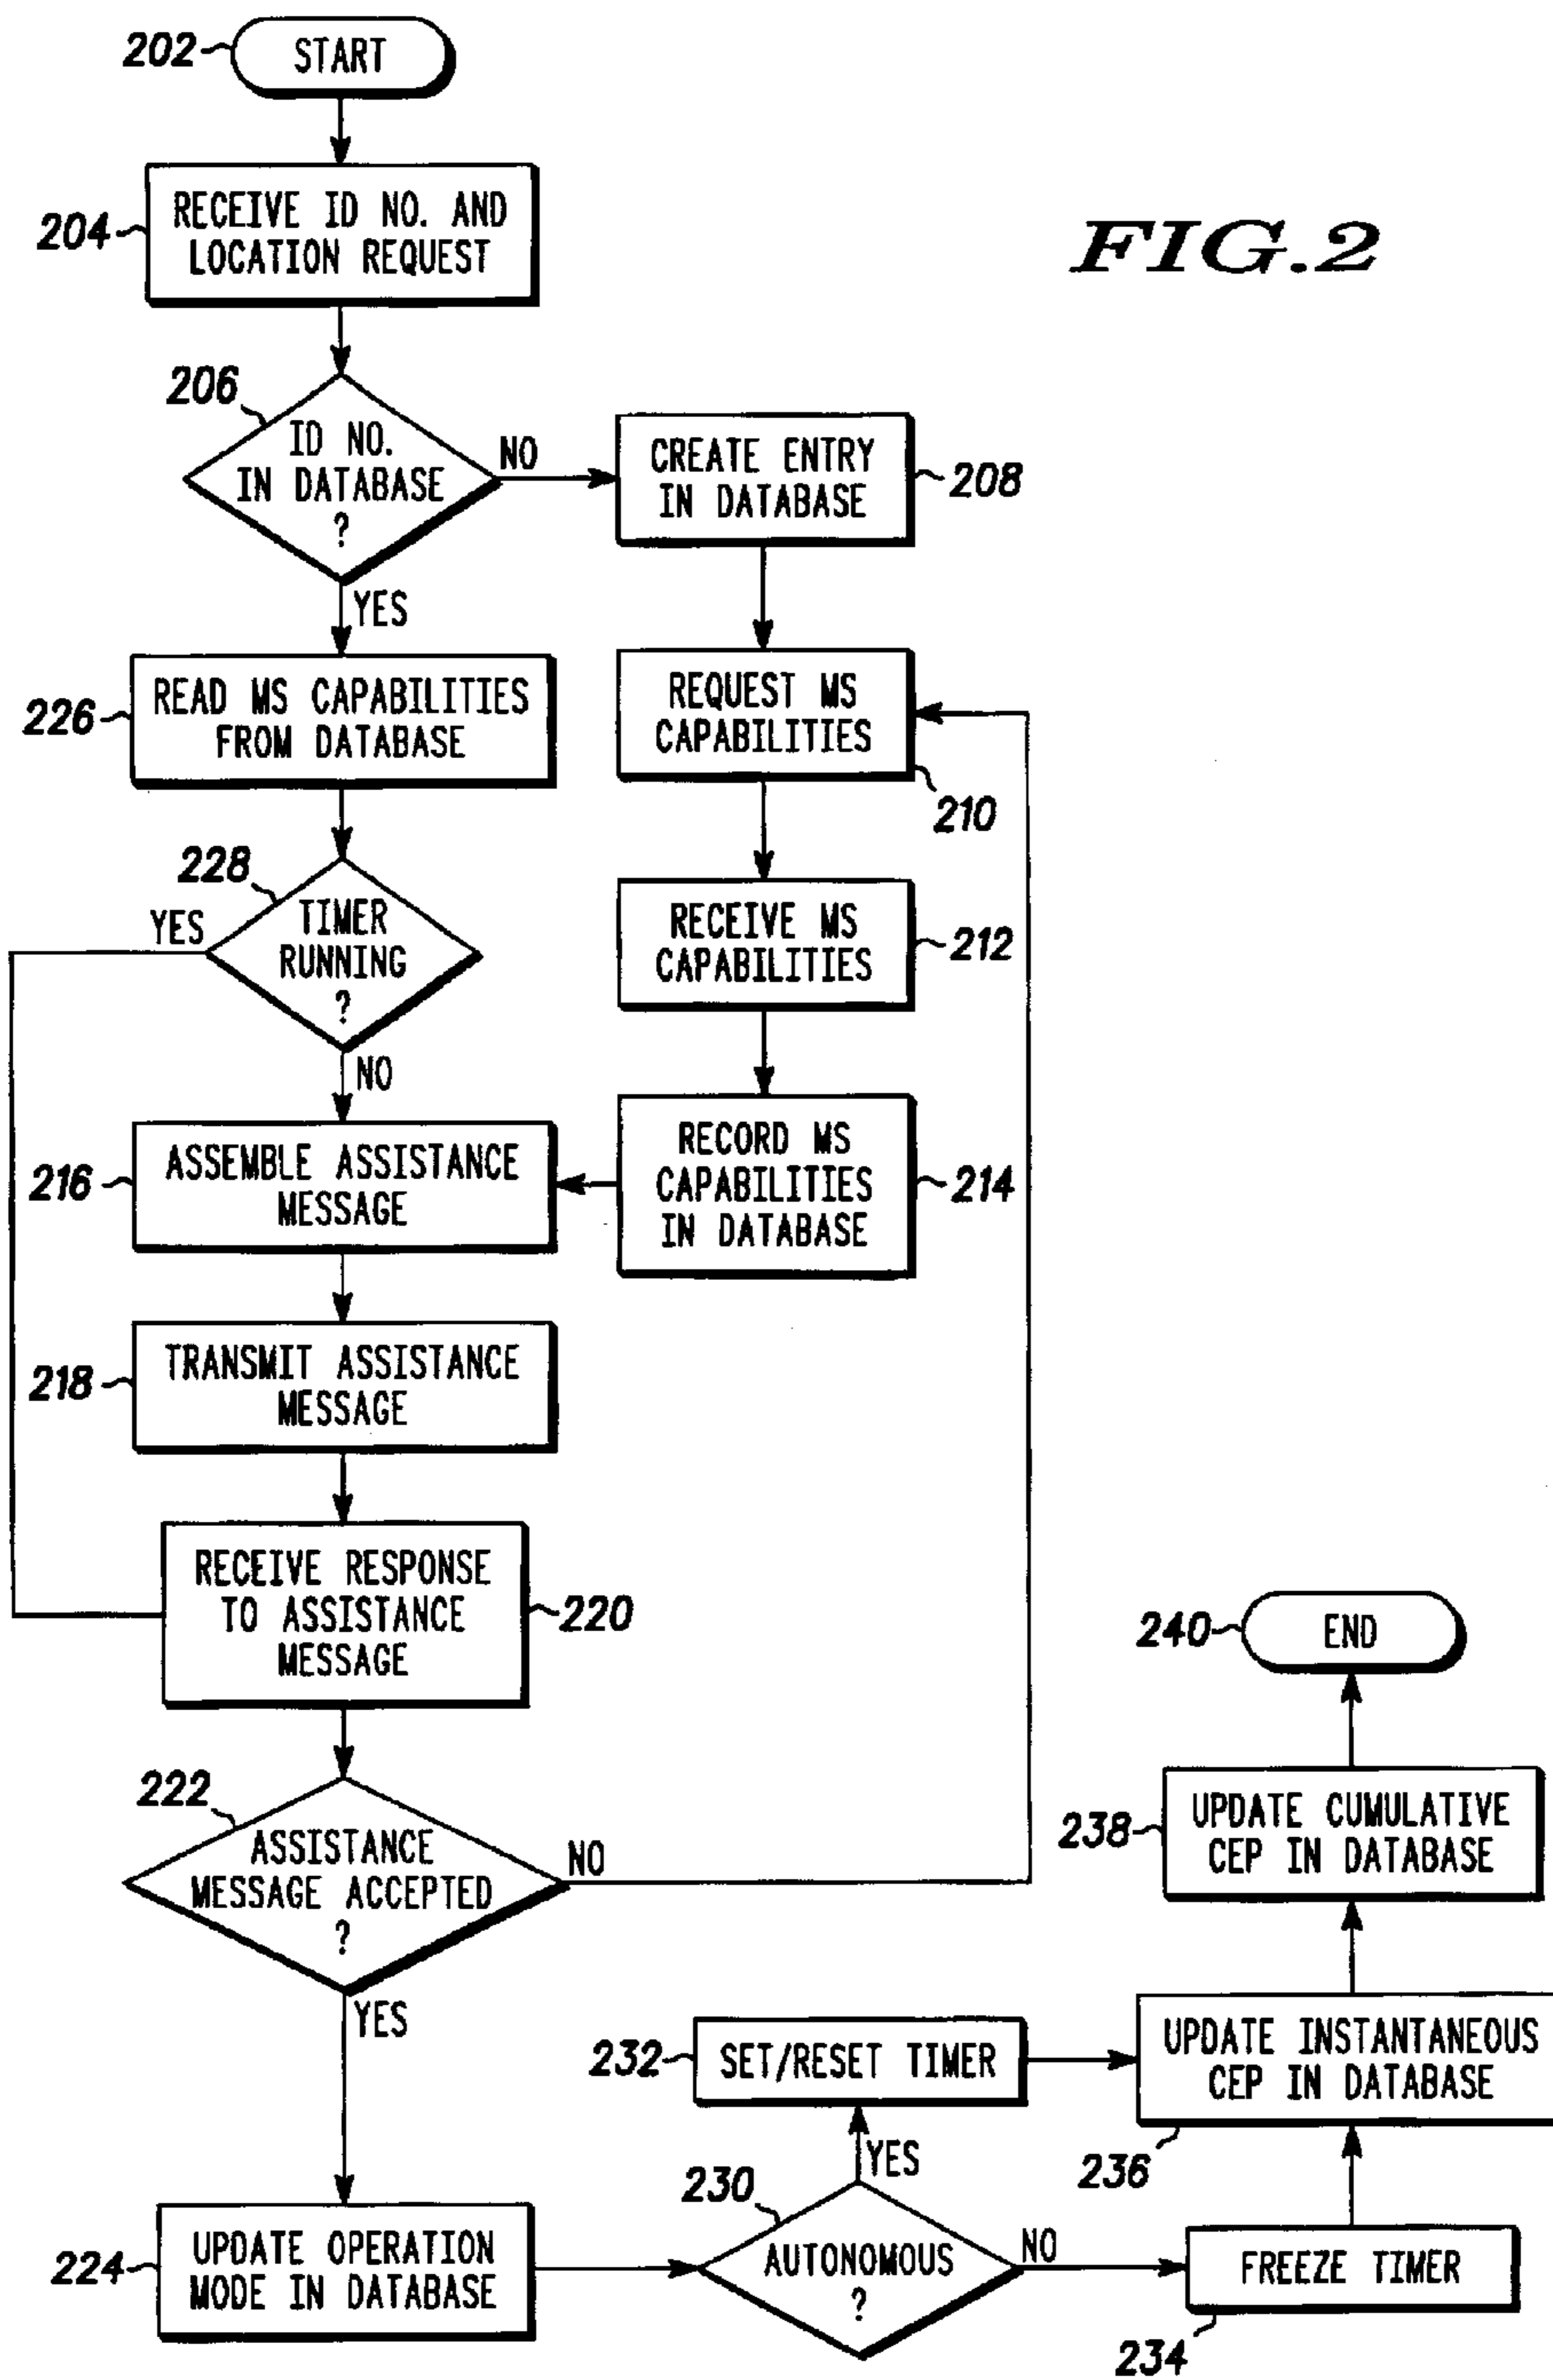 202
START
204
RECEIVE ID NO. AND
LOCATION REQUEST
FIG.2
206
ID NO.
IN DATABASE
?
NO
CREATE ENTRY
IN DATABASE
208
YES
226
READ MS CAPABILITIES
FROM DATABASE
REQUEST MS
CAPABILITIES
210
228
YES
TIMER
RUNNING
?
NO
RECEIVE MS
CAPABILITIES
212
216
ASSEMBLE ASSISTANCE
MESSAGE
RECORD MS
CAPABILITIES
IN DATABASE
214
218
TRANSMIT ASSISTANCE
MESSAGE
RECEIVE RESPONSE
TO ASSISTANCE
MESSAGE
220
240
END
222
ASSISTANCE
MESSAGE ACCEPTED
?
NO
YES
238
UPDATE CUMULATIVE
CEP IN DATABASE
232
SET/RESET TIMER
UPDATE INSTANTANEOUS
CEP IN DATABASE
236
224
UPDATE OPERATION
MODE IN DATABASE
230
YES
AUTONOMOUS
?
NO
FREEZE TIMER
234